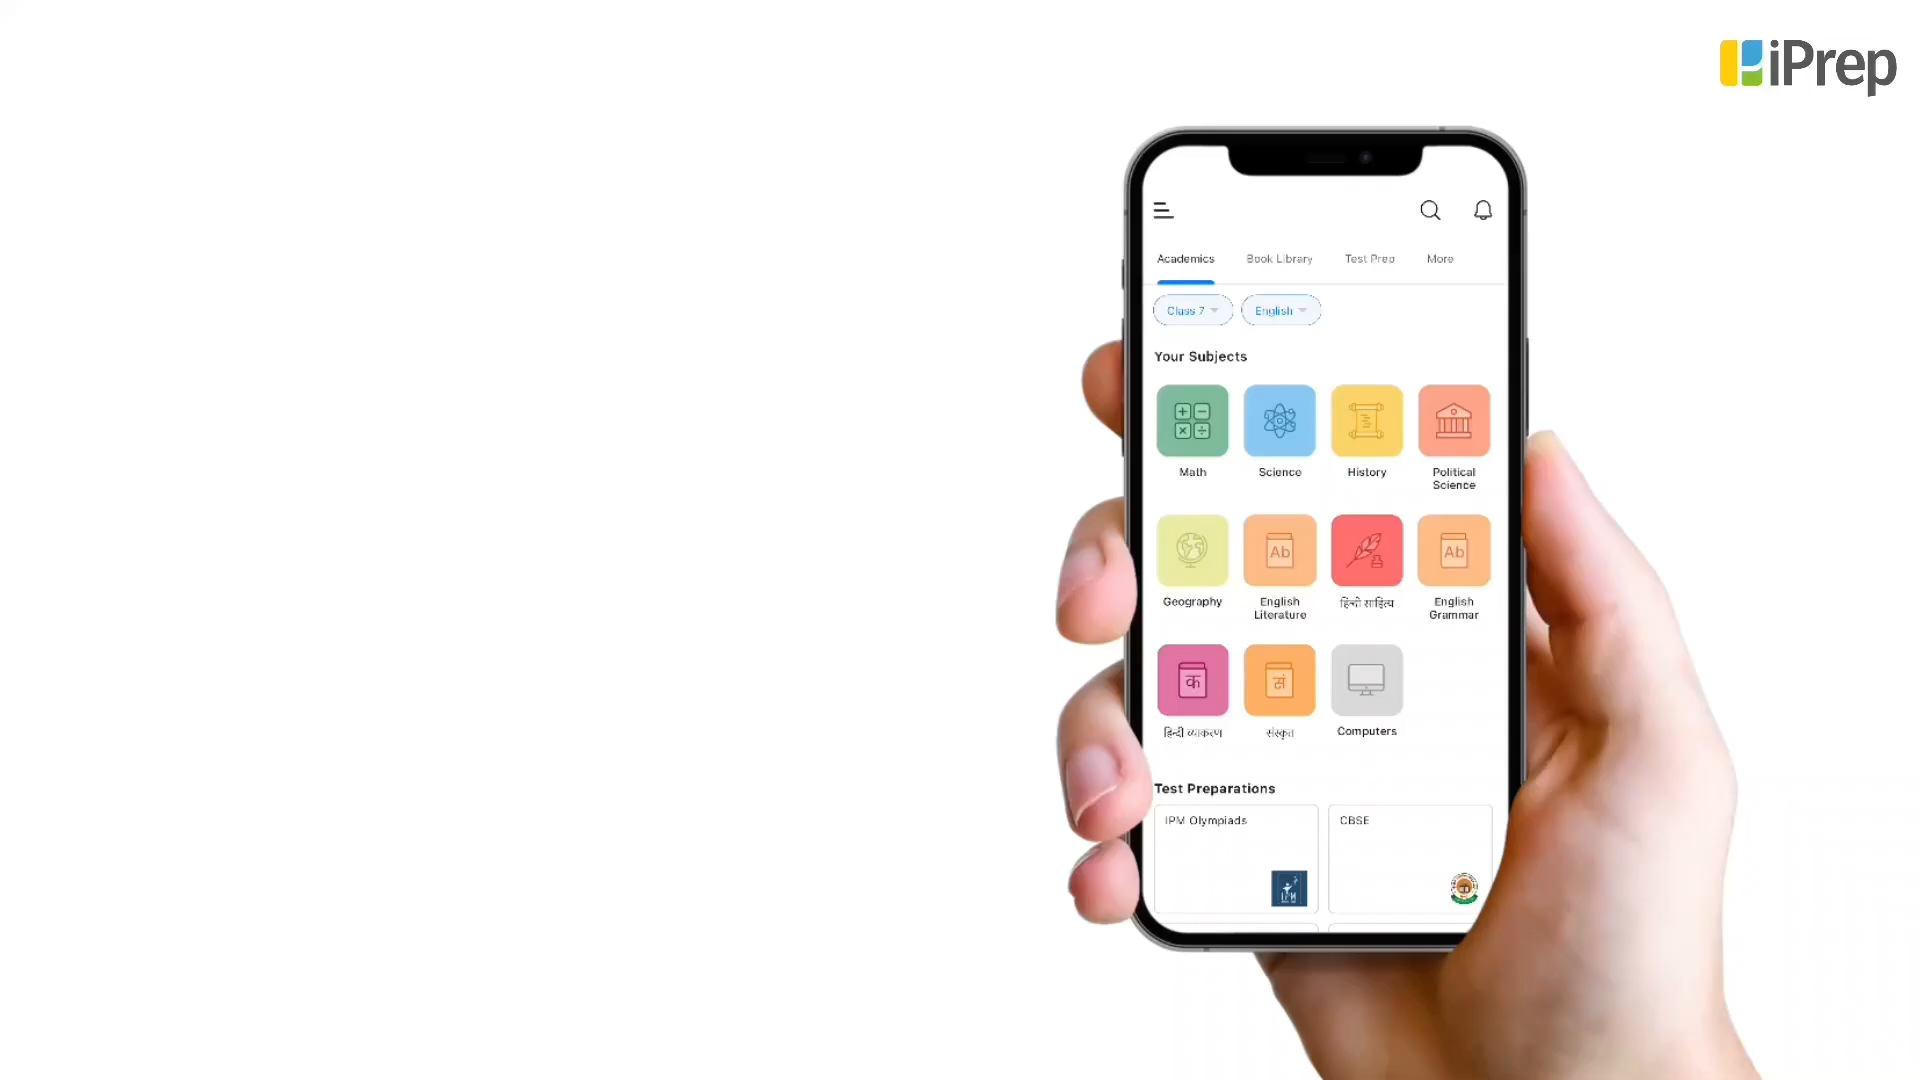 iPrep
Academics Book Library Test Prep More
Class 7 English
Your Subjects
Math Science History Political
Science
Geography English
Literature हिन्दी साहित्य English
Grammar
हिन्दी व्याकरण संस्कृत Computers
Test Preparations
IPM Olympiads CBSE
Ab
Ab
क
सं